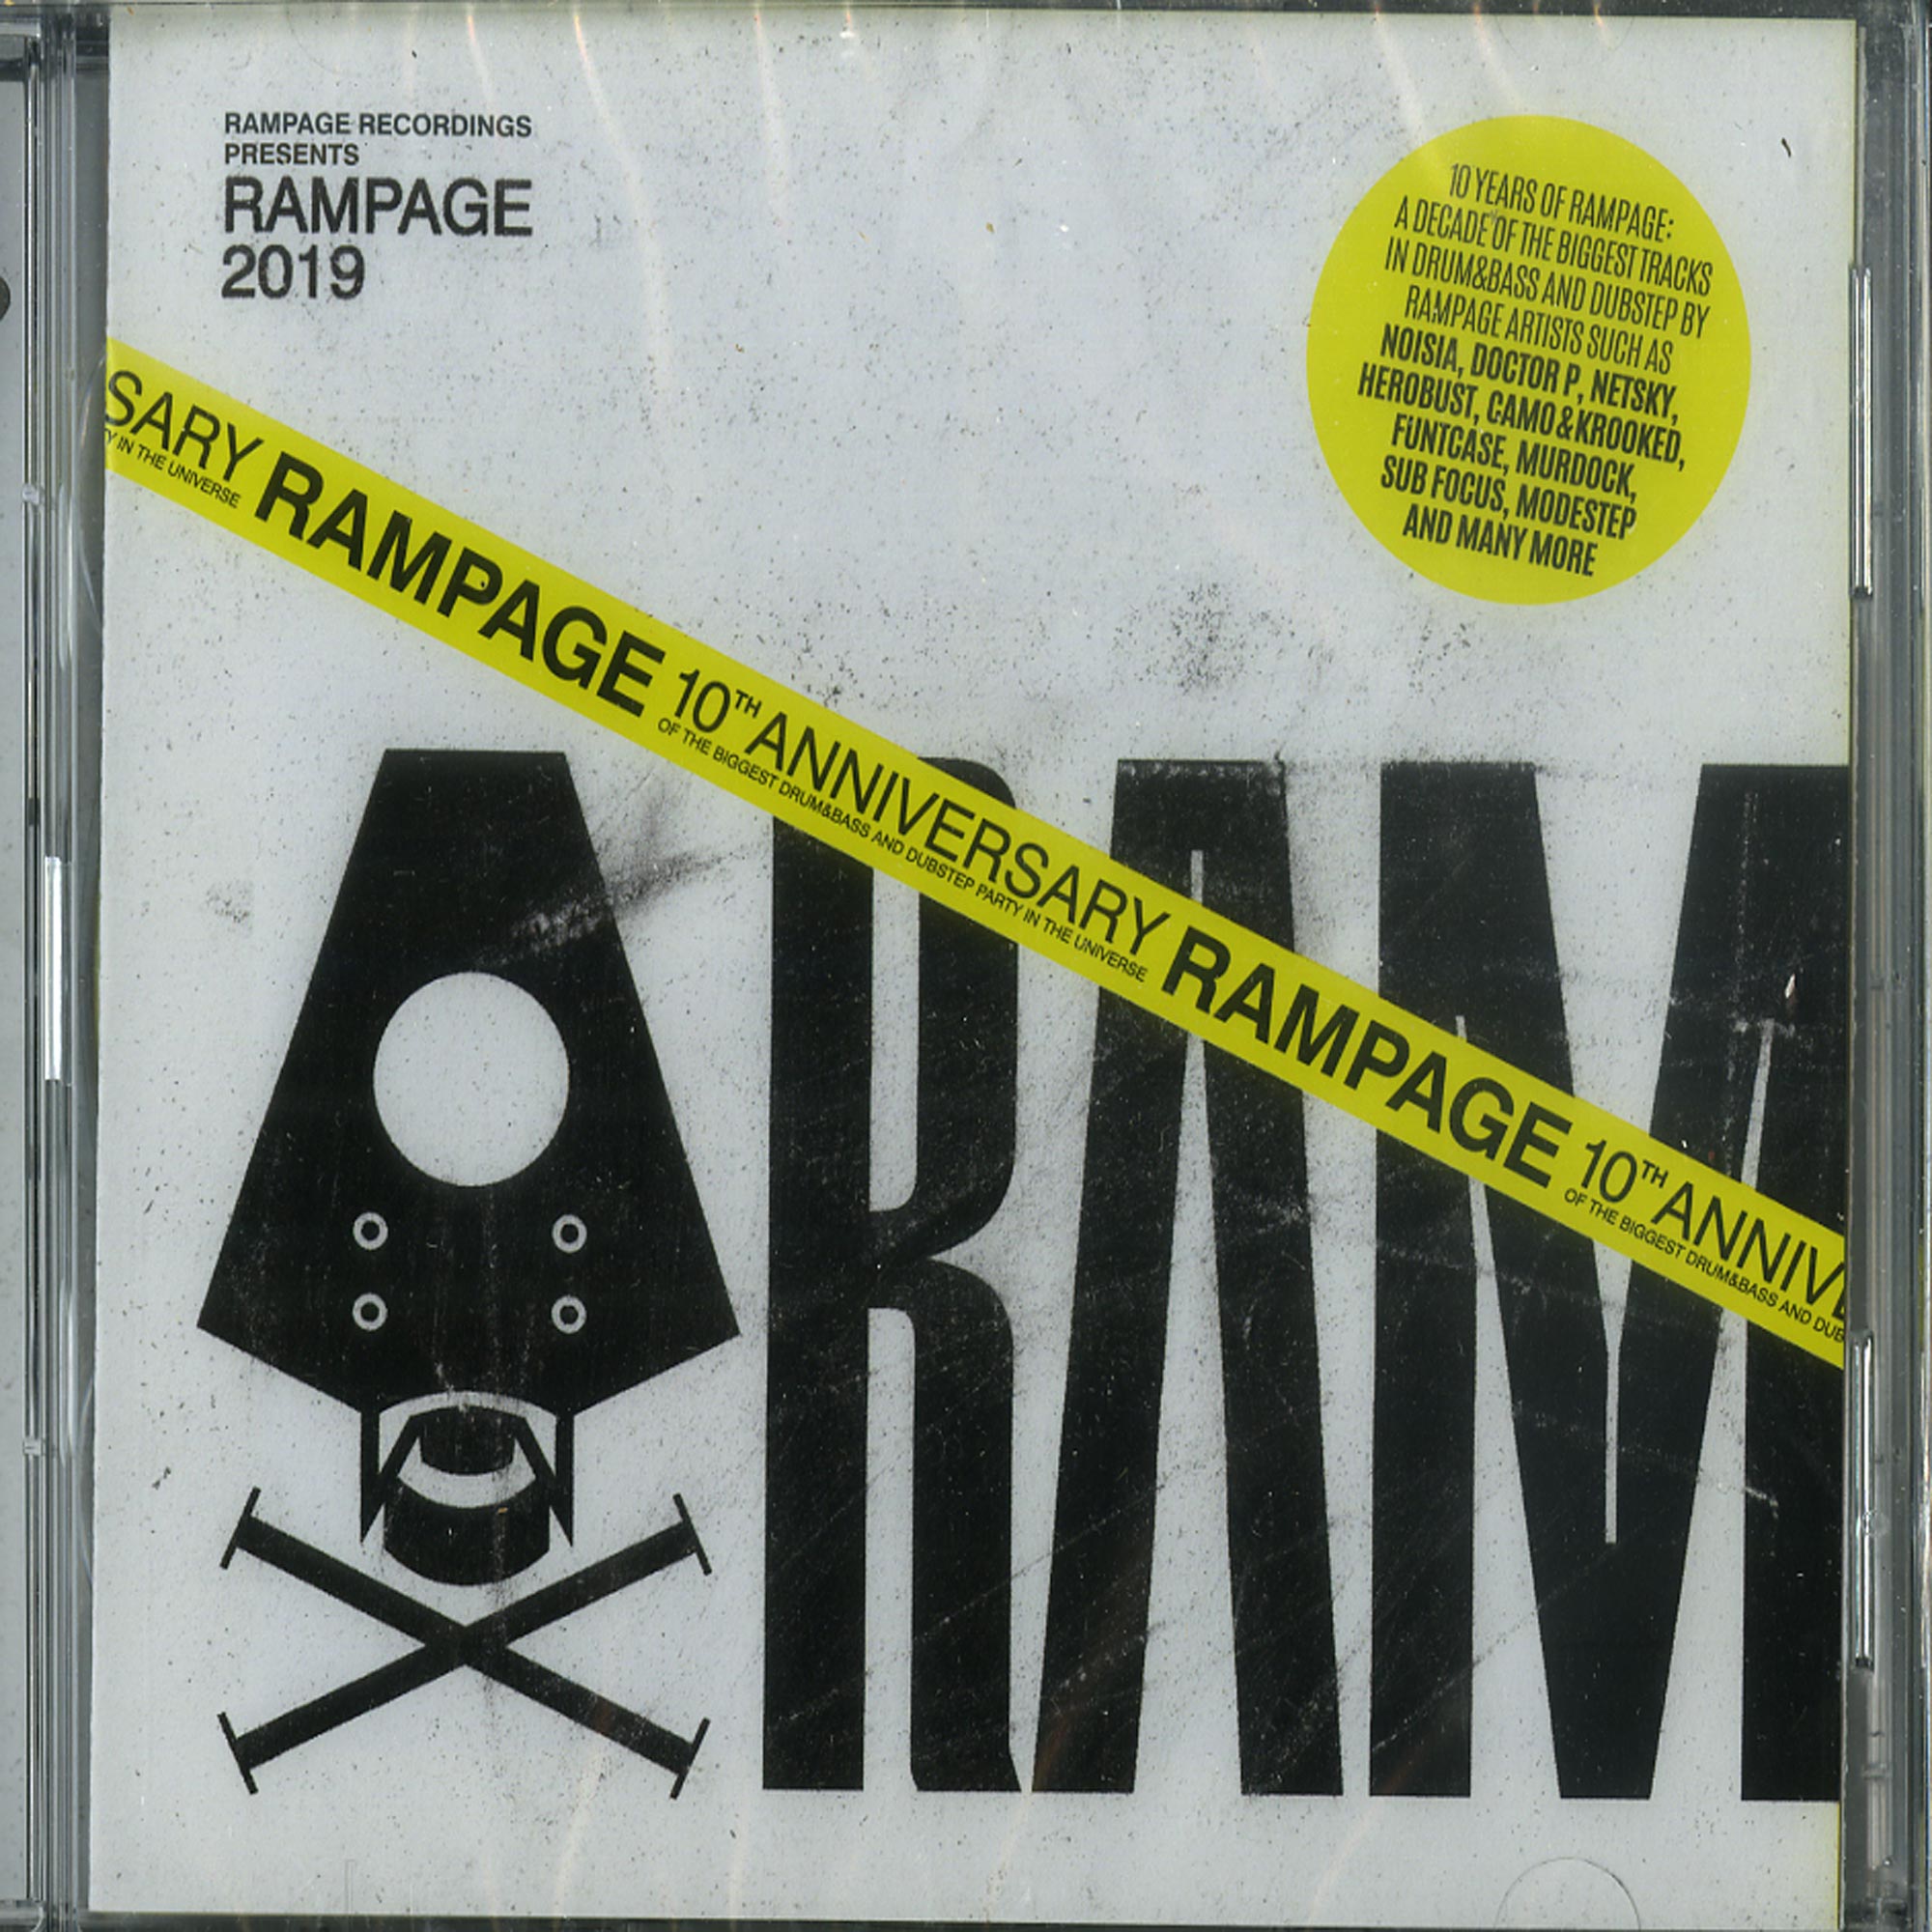 RAMPAGE RECORDINGS
PRESENTS
RAMPAGE
2019
10 YEARS OF RAMPAGE:
A DECADE OF THE BIGGEST TRACKS
IN DRUM&BASS AND DUBSTEP BY
RAMPAGE ARTISTS SUCH AS
NOISIA, DOCTOR P, NETSKY,
HEROBUST, CAMO&KROOKED,
FUNTCASE, MURDOCK,
SUB FOCUS, MODESTEP
AND MANY MORE
SARY RAMPAGE 10TH ANNIVERSARY RAMPAGE 10TH ANNIV
Y IN THE UNIVERSE OF THE BIGGEST DRUM&BASS AND DUBSTEP PARTY IN THE UNIVERSE OF THE BIGGEST DRUM&BASS AND DUB
RAM